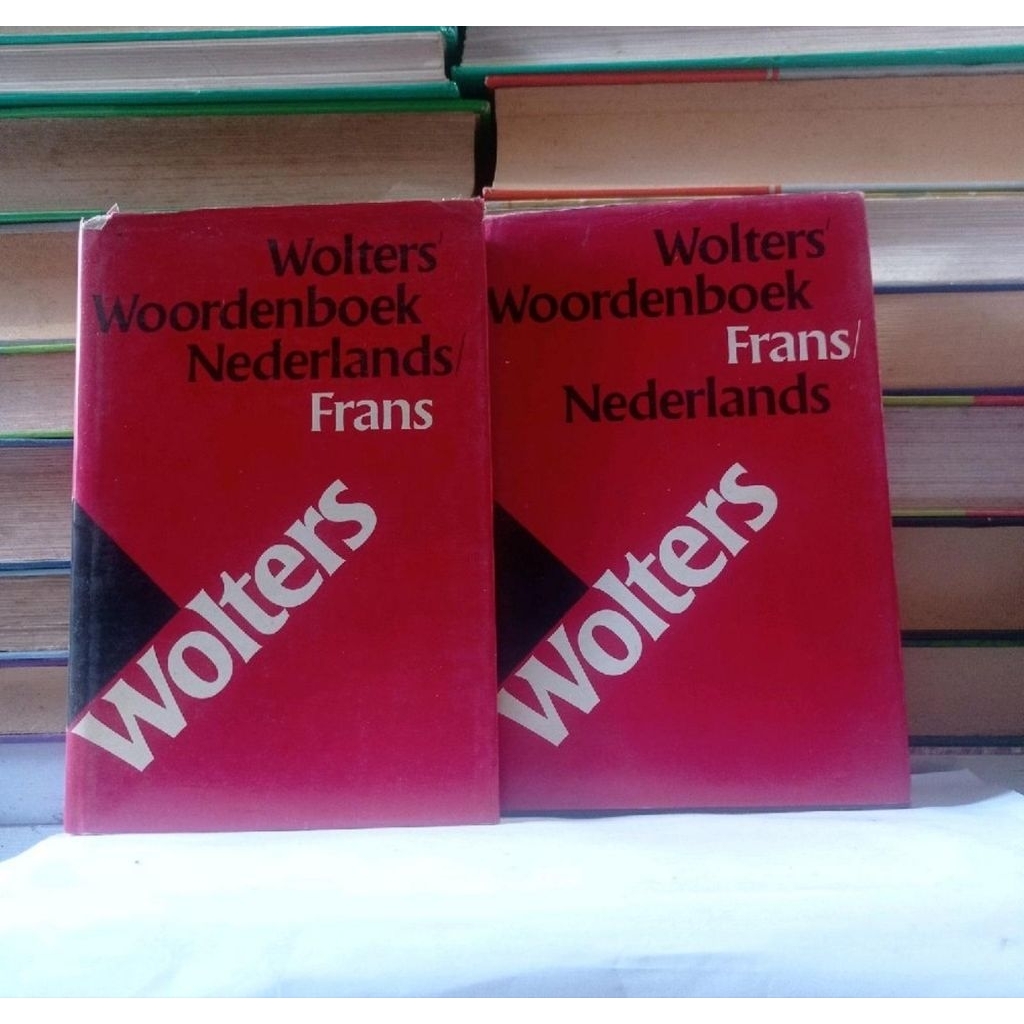 Wolters'
Woordenboek
Nederlands/
Frans
Wolters
Wolters'
Woordenboek
Frans/
Nederlands
Wolters